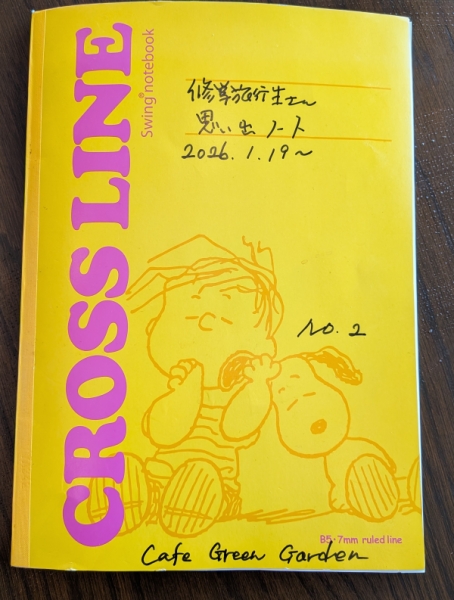 CROSS LINE
Swing® notebook
修学旅行生さん
思い出ノート
2026.1.19～
NO.2
B5・7mm ruled line
Cafe Green Garden